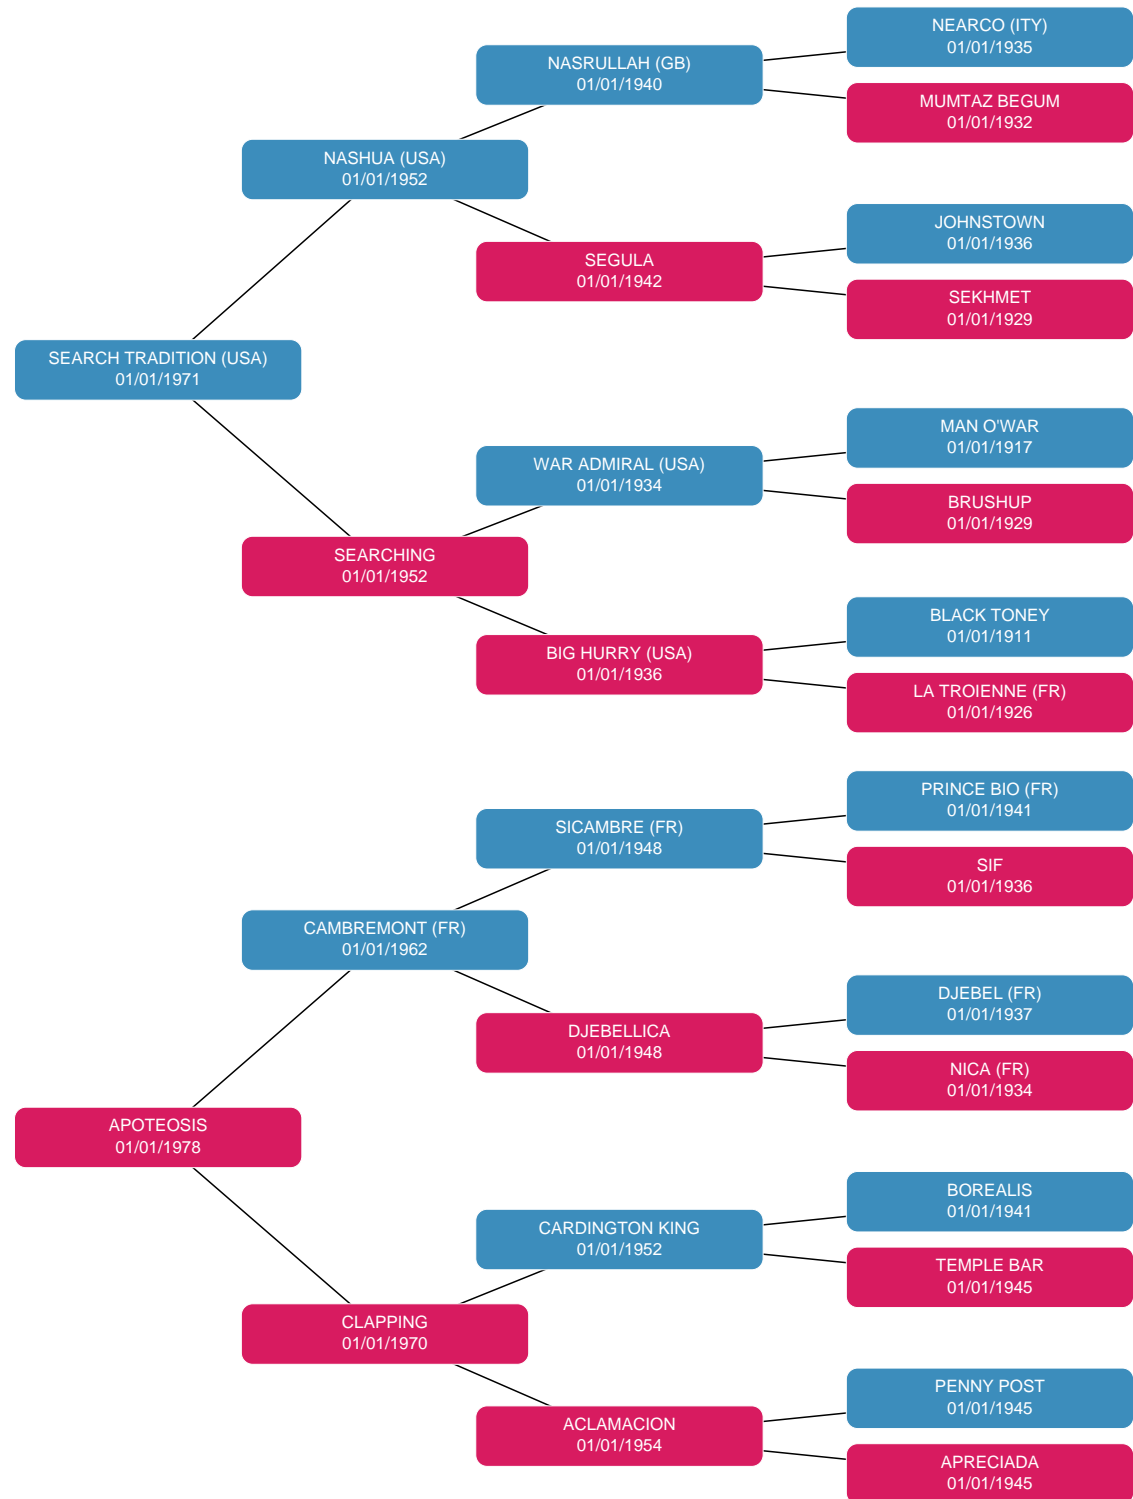 NEARCO (ITY)
01/01/1935
NASRULLAH (GB)
01/01/1940
MUMTAZ BEGUM
01/01/1932
NASHUA (USA)
01/01/1952
JOHNSTOWN
01/01/1936
SEGULA
01/01/1942
SEKHMET
01/01/1929
SEARCH TRADITION (USA)
01/01/1971
MAN O'WAR
01/01/1917
WAR ADMIRAL (USA)
01/01/1934
BRUSHUP
01/01/1929
SEARCHING
01/01/1952
BLACK TONEY
01/01/1911
BIG HURRY (USA)
01/01/1936
LA TROIENNE (FR)
01/01/1926
PRINCE BIO (FR)
01/01/1941
SICAMBRE (FR)
01/01/1948
SIF
01/01/1936
CAMBREMONT (FR)
01/01/1962
DJEBEL (FR)
01/01/1937
DJEBELLICA
01/01/1948
NICA (FR)
01/01/1934
APOTEOSIS
01/01/1978
BOREALIS
01/01/1941
CARDINGTON KING
01/01/1952
TEMPLE BAR
01/01/1945
CLAPPING
01/01/1970
PENNY POST
01/01/1945
ACLAMACION
01/01/1954
APRECIADA
01/01/1945